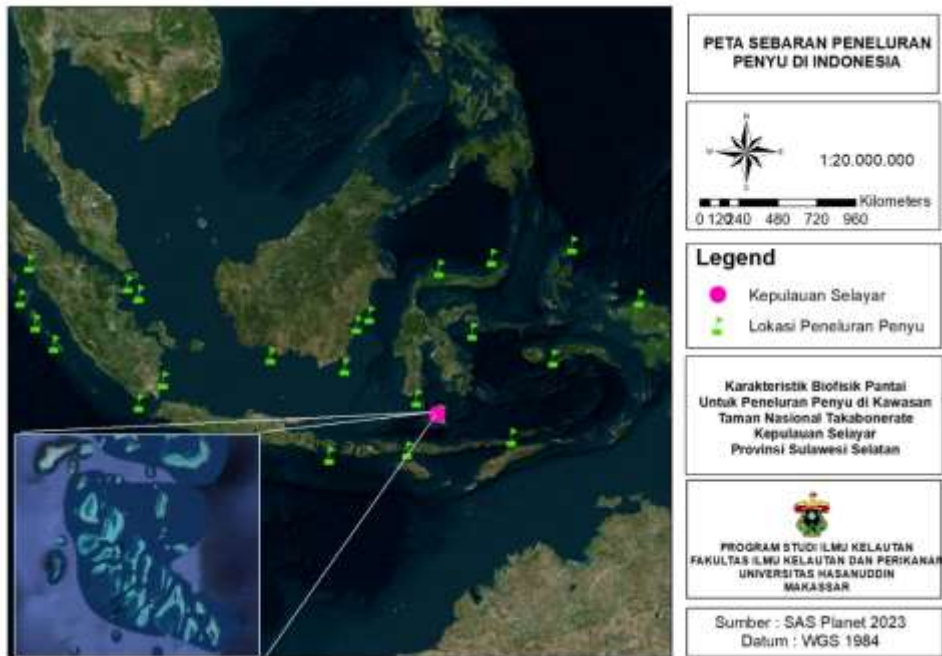 PETA SEBARAN PENELURAN
PENYU DI INDONESIA
N
W
E
S
1:20.000.000
Kilometers
0 120 240 480 720 960
Legend
Kepulauan Selayar
Lokasi Peneluran Penyu
Karakteristik Biofisik Pantai
Untuk Peneluran Penyu di Kawasan
Taman Nasional Takabonerate
Kepulauan Selayar
Provinsi Sulawesi Selatan
PROGRAM STUDI ILMU KELAUTAN
FAKULTAS ILMU KELAUTAN DAN PERIKANAN
UNIVERSITAS HASANUDDIN
MAKASSAR
Sumber : SAS Planet 2023
Datum : WGS 1984